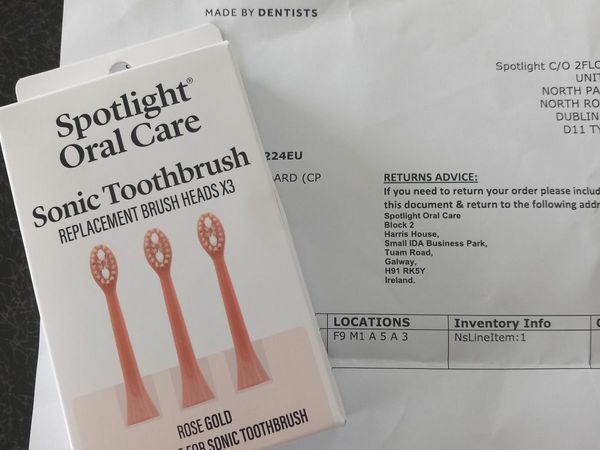 MADE BY DENTISTS
Spotlight C/O 2FLO
UNIT
NORTH PA
NORTH RO
DUBLIN
D11 TY
224EU
ARD (CP
RETURNS ADVICE:
If you need to return your order please includ
this document & return to the following addr
Spotlight Oral Care
Block 2
Harris House,
Small IDA Business Park,
Tuam Road,
Galway,
H91 RK5Y
Ireland.
LOCATIONS
Inventory Info
F9 M1 A 5 A 3
NsLineItem:1
Spotlight®
Oral Care
Sonic Toothbrush
REPLACEMENT BRUSH HEADS X3
ROSE GOLD
FOR SONIC TOOTHBRUSH